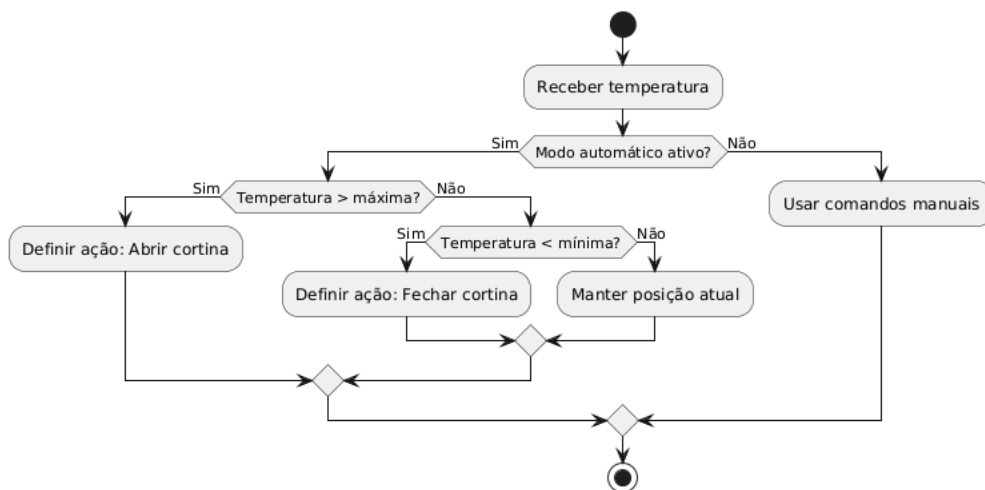 Receber temperatura
Sim
Modo automático ativo?
Não
Sim
Temperatura > máxima?
Não
Usar comandos manuais
Definir ação: Abrir cortina
Sim
Temperatura < mínima?
Não
Definir ação: Fechar cortina
Manter posição atual